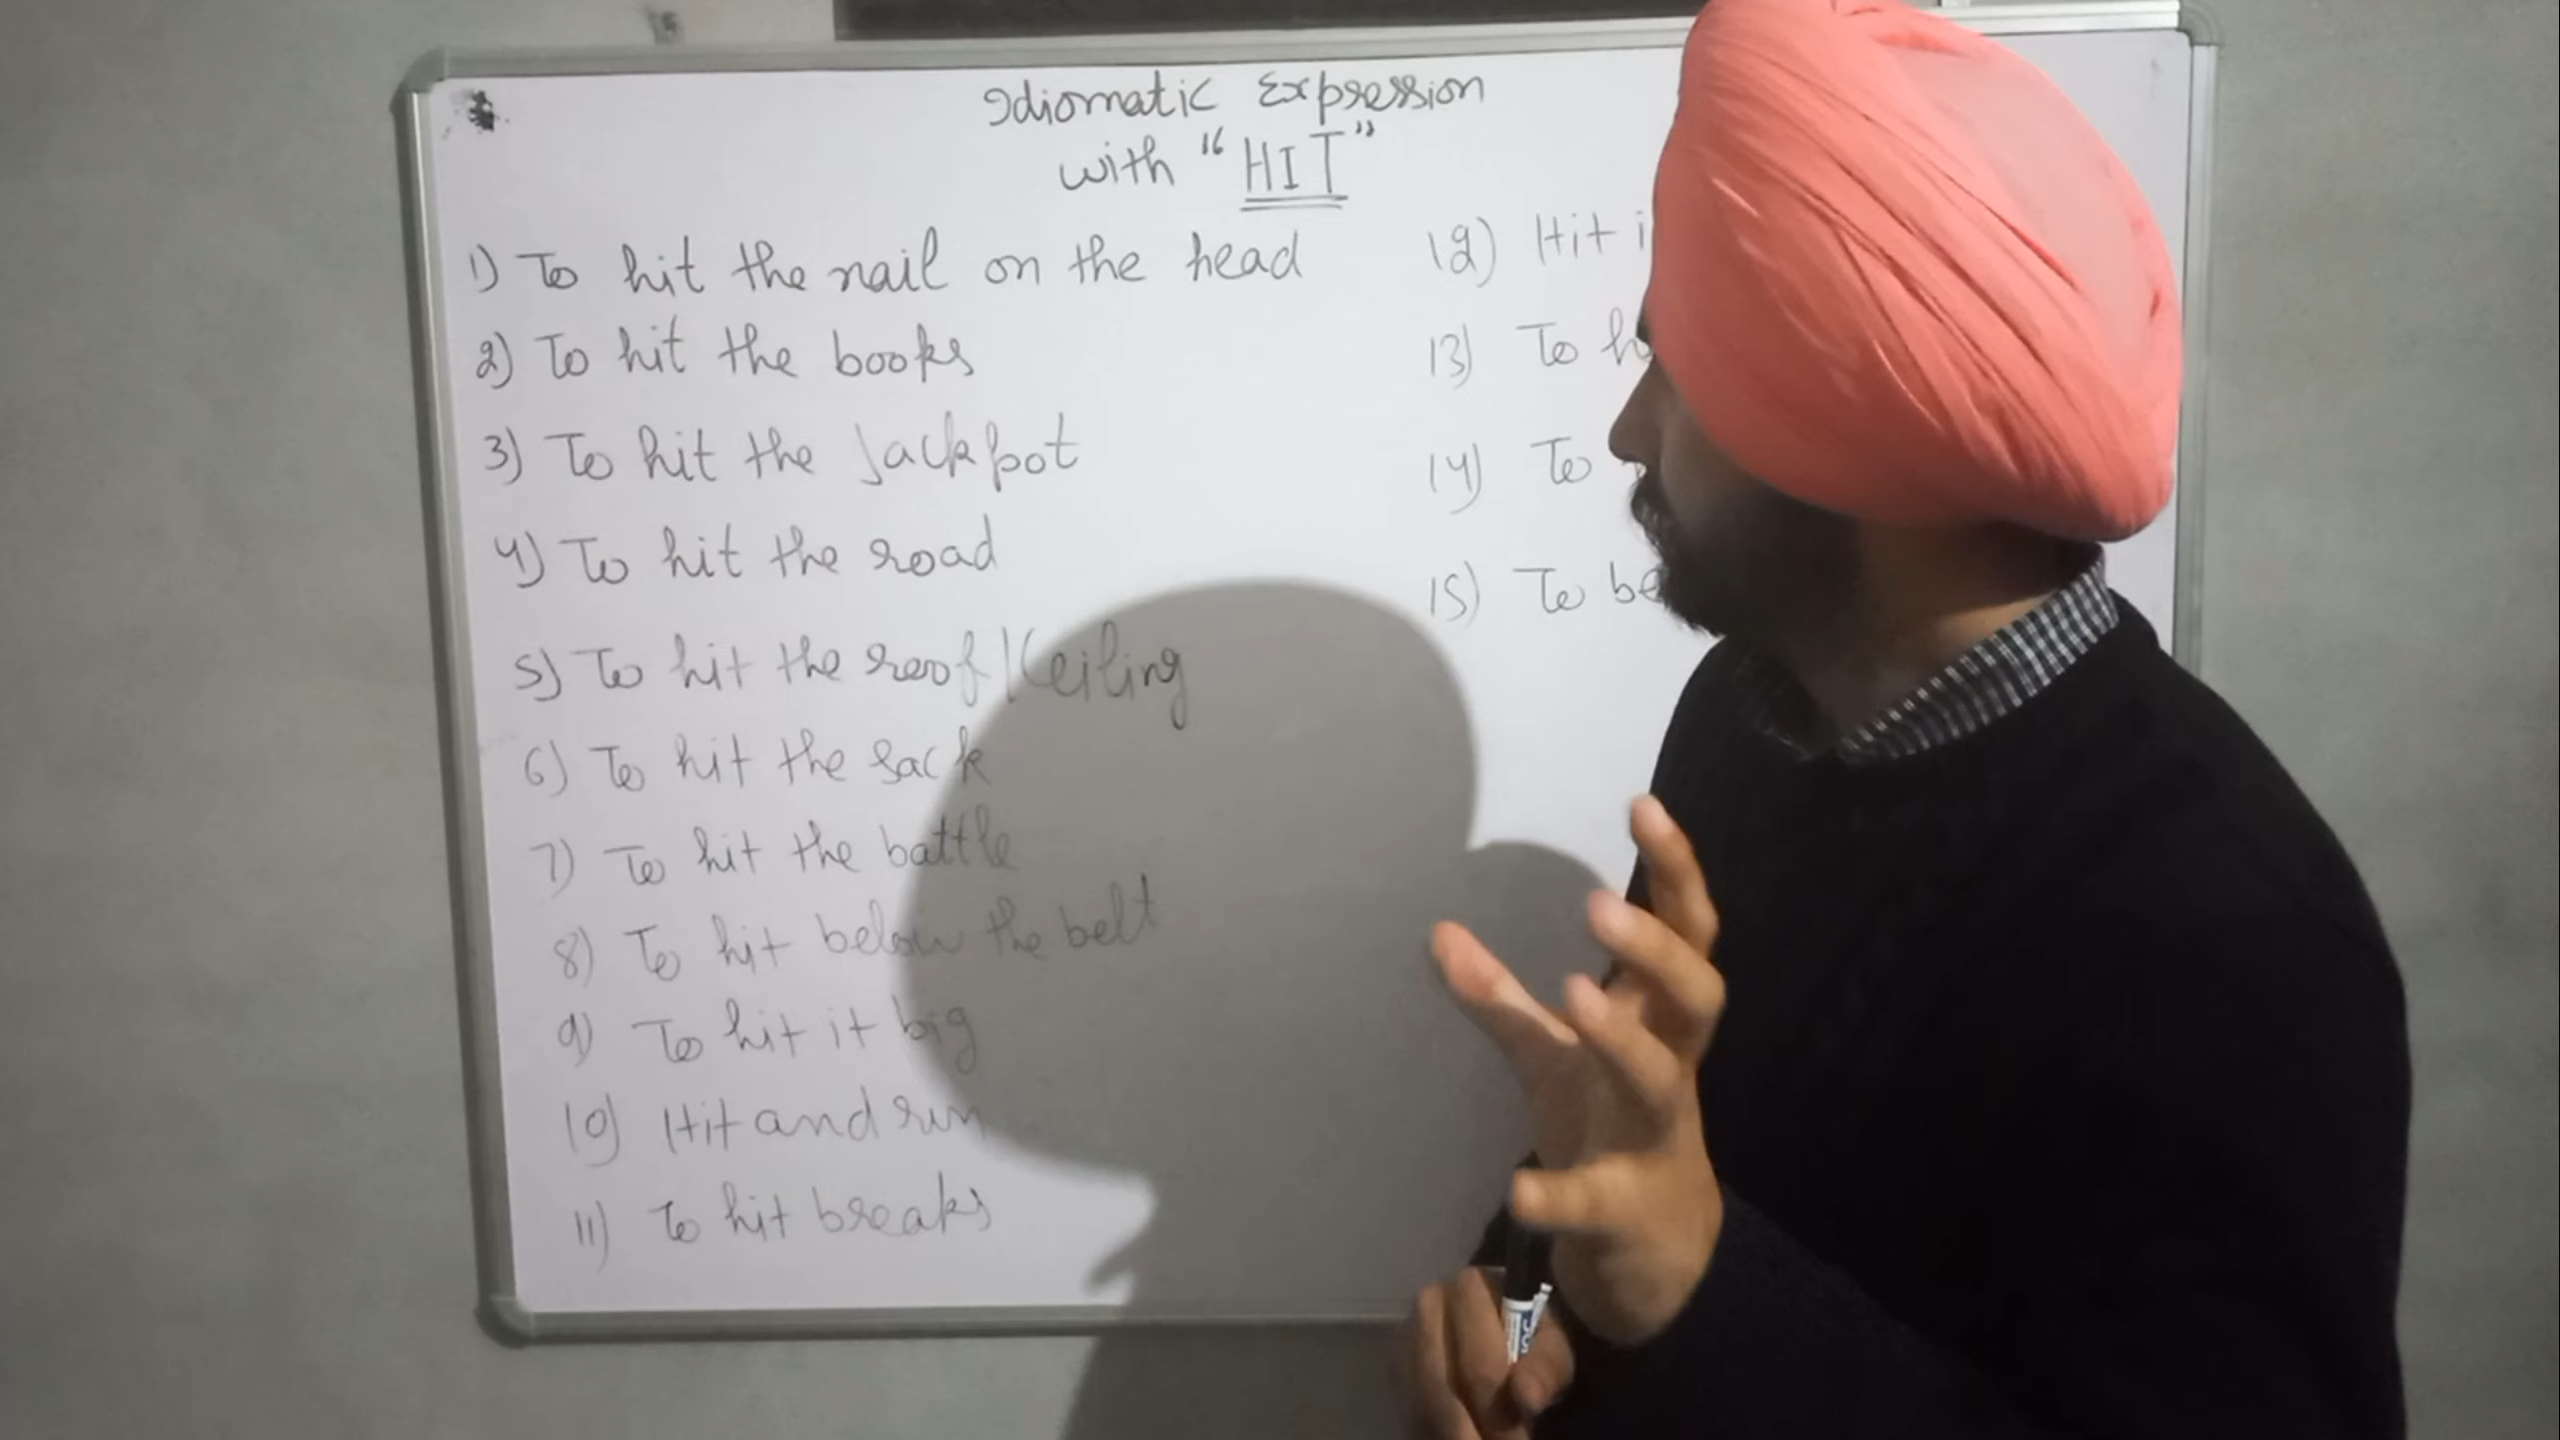 Idiomatic Expression
with "HIT"
1) To hit the nail on the head
2) To hit the books
3) To hit the Jackpot
4) To hit the road
5) To hit the roof/Ceiling
6) To hit the sack
7) To hit the battle
8) To hit below the belt
9) To hit it big
10) Hit and run
11) To hit breaks
12) Hit
13) To
14) To
15) To be